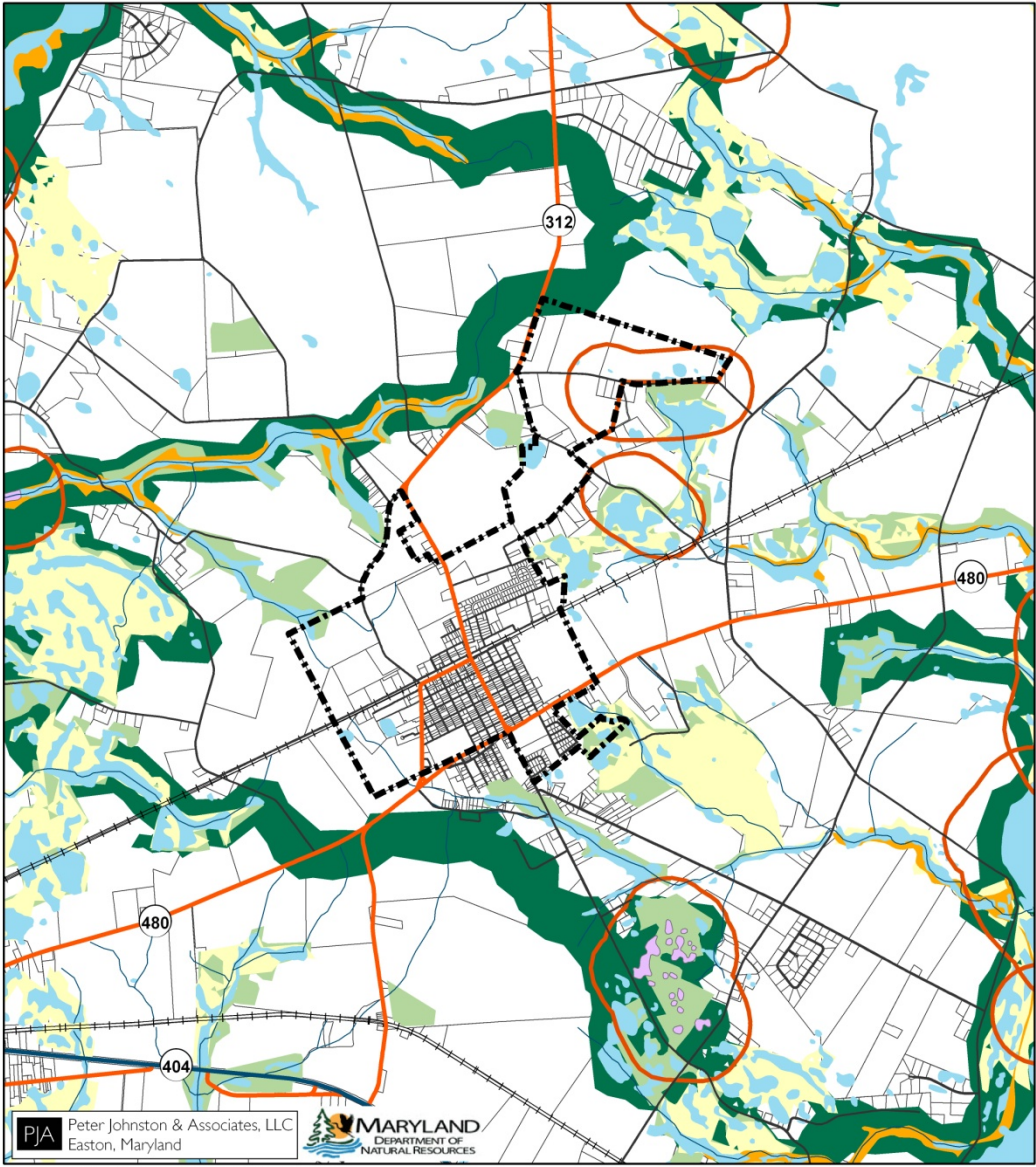 312
480
480
404
PJA
Peter Johnston & Associates, LLC
Easton, Maryland
MARYLAND
DEPARTMENT OF
NATURAL RESOURCES